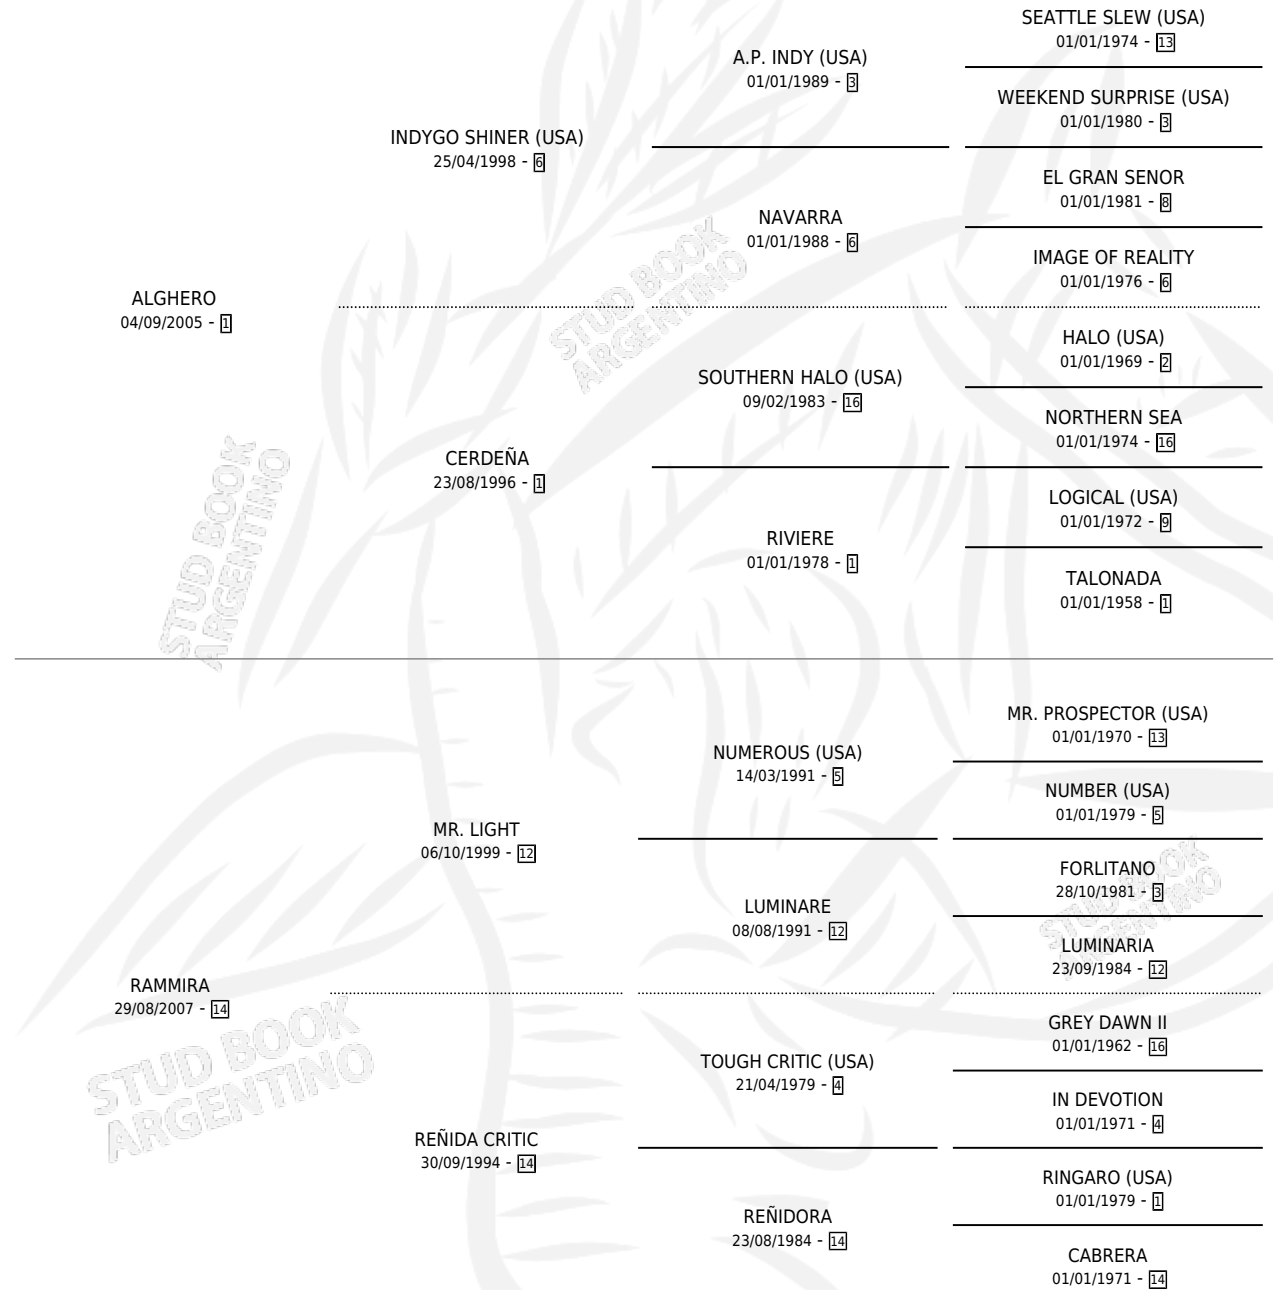 SEATTLE SLEW (USA)
01/01/1974 - 13
A.P. INDY (USA)
01/01/1989 - 3
WEEKEND SURPRISE (USA)
01/01/1980 - 3
INDYGO SHINER (USA)
25/04/1998 - 6
EL GRAN SENOR
01/01/1981 - 8
NAVARRA
01/01/1988 - 6
IMAGE OF REALITY
01/01/1976 - 6
ALGHERO
04/09/2005 - 1
HALO (USA)
01/01/1969 - 2
SOUTHERN HALO (USA)
09/02/1983 - 16
NORTHERN SEA
01/01/1974 - 16
CERDEÑA
23/08/1996 - 1
LOGICAL (USA)
01/01/1972 - 9
RIVIERE
01/01/1978 - 1
TALONADA
01/01/1958 - 1
MR. PROSPECTOR (USA)
01/01/1970 - 13
NUMEROUS (USA)
14/03/1991 - 5
NUMBER (USA)
01/01/1979 - 5
MR. LIGHT
06/10/1999 - 12
FORLITANO
28/10/1981 - 3
LUMINARE
08/08/1991 - 12
LUMINARIA
23/09/1984 - 12
RAMMIRA
29/08/2007 - 14
GREY DAWN II
01/01/1962 - 16
TOUGH CRITIC (USA)
21/04/1979 - 4
IN DEVOTION
01/01/1971 - 4
REÑIDA CRITIC
30/09/1994 - 14
RINGARO (USA)
01/01/1979 - 1
REÑIDORA
23/08/1984 - 14
CABRERA
01/01/1971 - 14
STUD BOOK
ARGENTINO
STUD BOOK
ARGENTINO
STUD BOOK
ARGENTINO
STUD BOOK
ARGENTINO